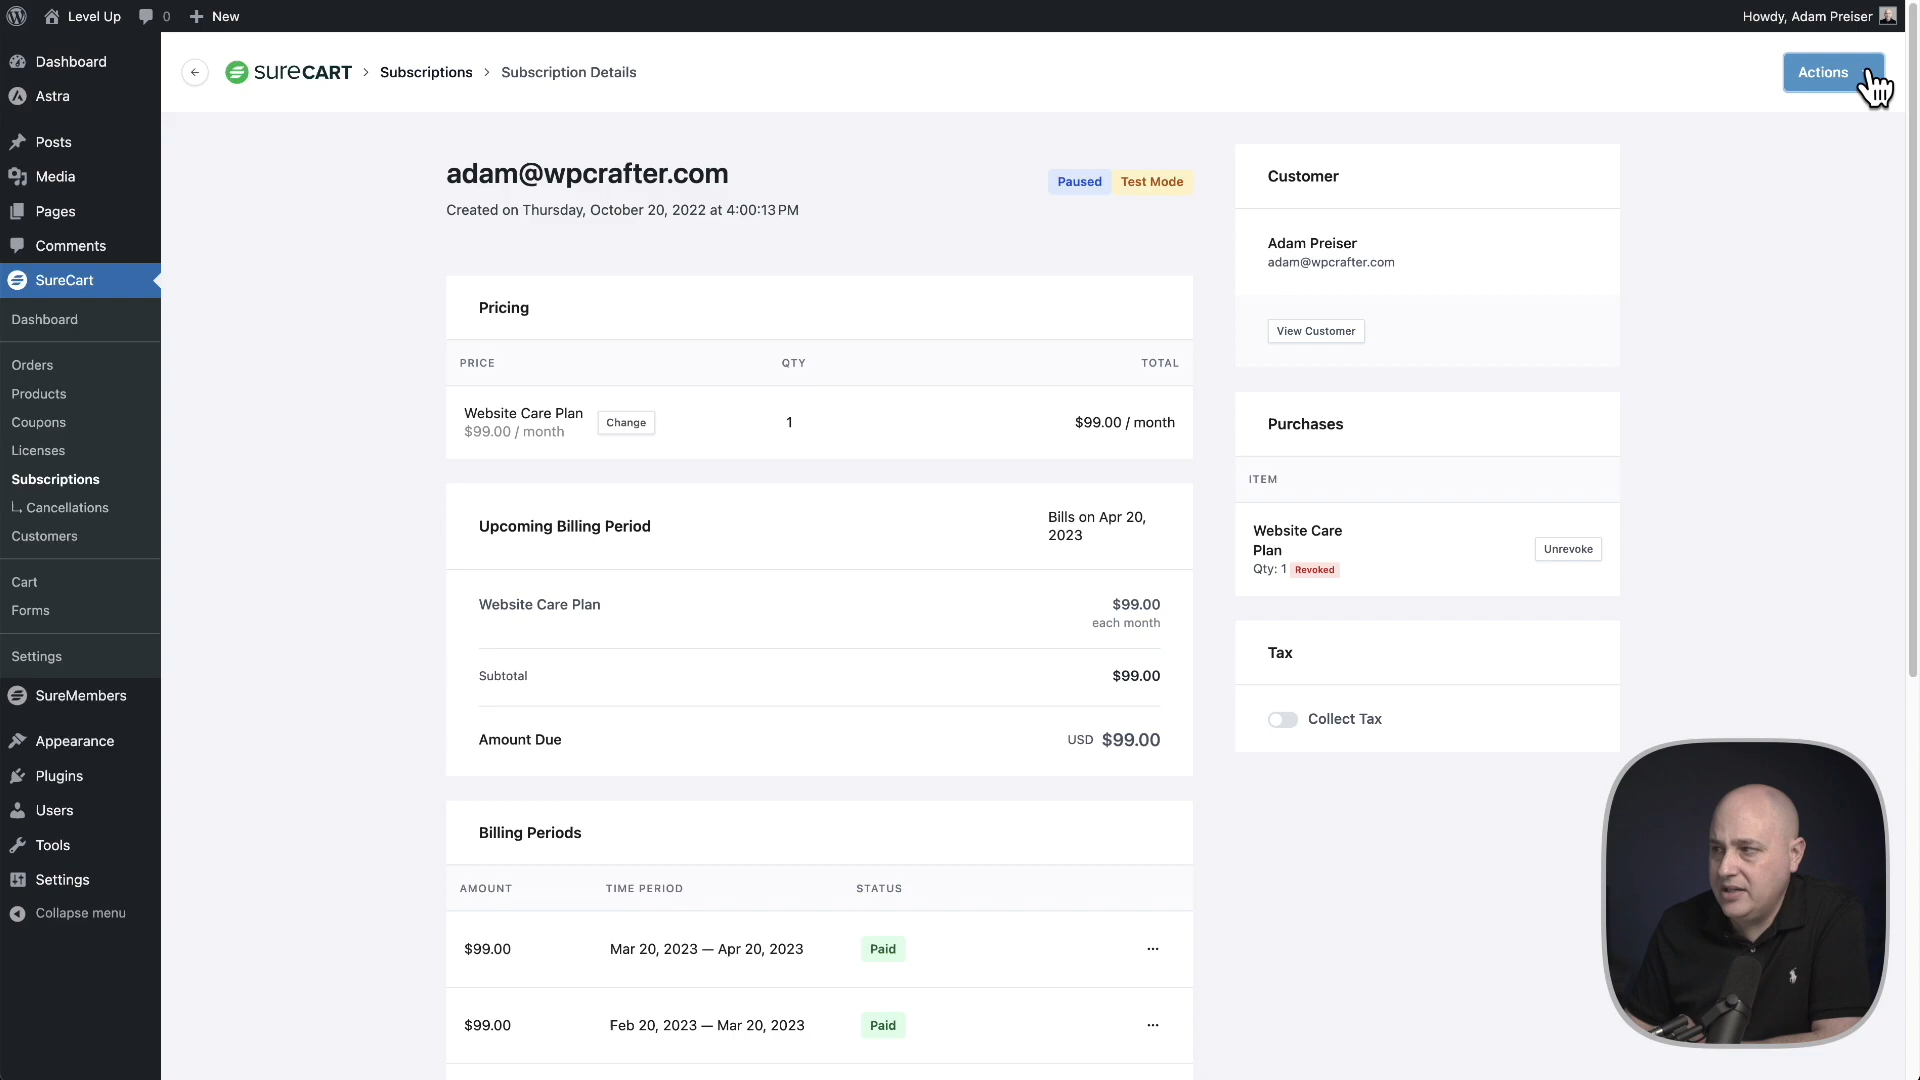 Level Up
0
New
Howdy, Adam Preiser
Dashboard
Astra
Posts
Media
Pages
Comments
SureCart
Dashboard
Orders
Products
Coupons
Licenses
Subscriptions
Cancellations
Customers
Cart
Forms
Settings
SureMembers
Appearance
Plugins
Users
Tools
Settings
Collapse menu
SURECART > Subscriptions > Subscription Details
Actions
adam@wpcrafter.com
Paused
Test Mode
Created on Thursday, October 20, 2022 at 4:00:13 PM
Pricing
PRICE QTY TOTAL
Website Care Plan
$99.00 / month
Change
1
$99.00 / month
Upcoming Billing Period
Bills on Apr 20,
2023
Website Care Plan
$99.00
each month
Subtotal
$99.00
Amount Due
USD $99.00
Billing Periods
AMOUNT TIME PERIOD STATUS
$99.00 Mar 20, 2023 — Apr 20, 2023 Paid ...
$99.00 Feb 20, 2023 — Mar 20, 2023 Paid ...
Customer
Adam Preiser
adam@wpcrafter.com
View Customer
Purchases
ITEM
Website Care
Plan
Qty: 1 Revoked
Unrevoke
Tax
Collect Tax